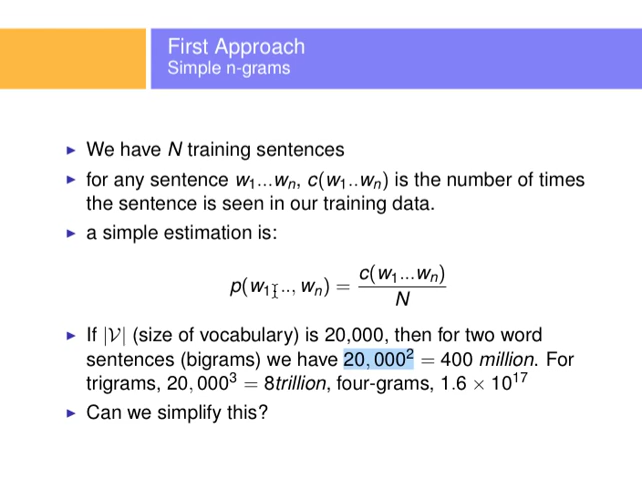 First Approach
Simple n-grams
▶ We have N training sentences
▶ for any sentence w₁...wₙ, c(w₁..wₙ) is the number of times
the sentence is seen in our training data.
▶ a simple estimation is:
p(w₁..., wₙ) = c(w₁...wₙ) / N
▶ If |𝒱| (size of vocabulary) is 20,000, then for two word
sentences (bigrams) we have 20,000² = 400 million. For
trigrams, 20,000³ = 8trillion, four-grams, 1.6 × 10¹⁷
▶ Can we simplify this?